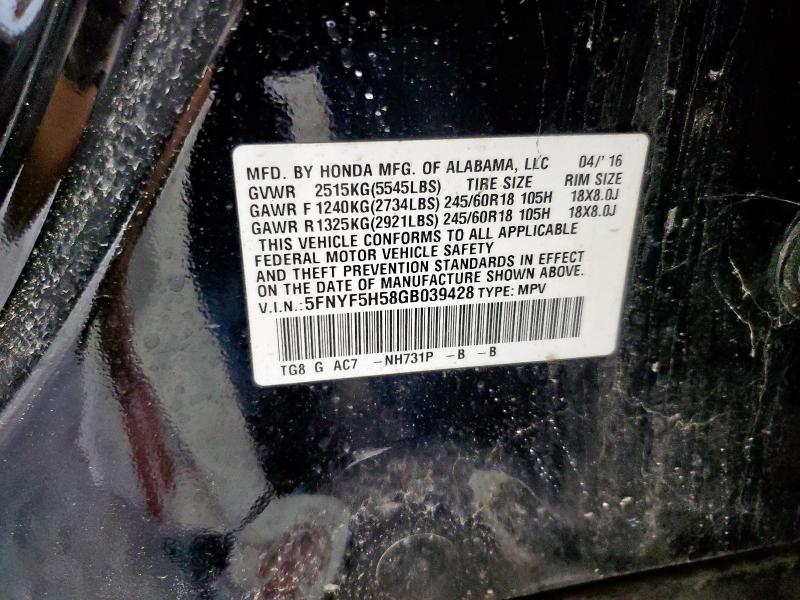 MFD. BY HONDA MFG. OF ALABAMA, LLC 04/'16
GVWR 2515KG(5545LBS) TIRE SIZE RIM SIZE
GAWR F 1240KG(2734LBS) 245/60R18 105H 18X8.0J
GAWR R 1325KG(2921LBS) 245/60R18 105H 18X8.0J
THIS VEHICLE CONFORMS TO ALL APPLICABLE
FEDERAL MOTOR VEHICLE SAFETY
AND THEFT PREVENTION STANDARDS IN EFFECT
ON THE DATE OF MANUFACTURE SHOWN ABOVE.
V.I.N.: 5FNYF5H58GB039428 TYPE: MPV
TG8 G AC7 -NH731P -B -B